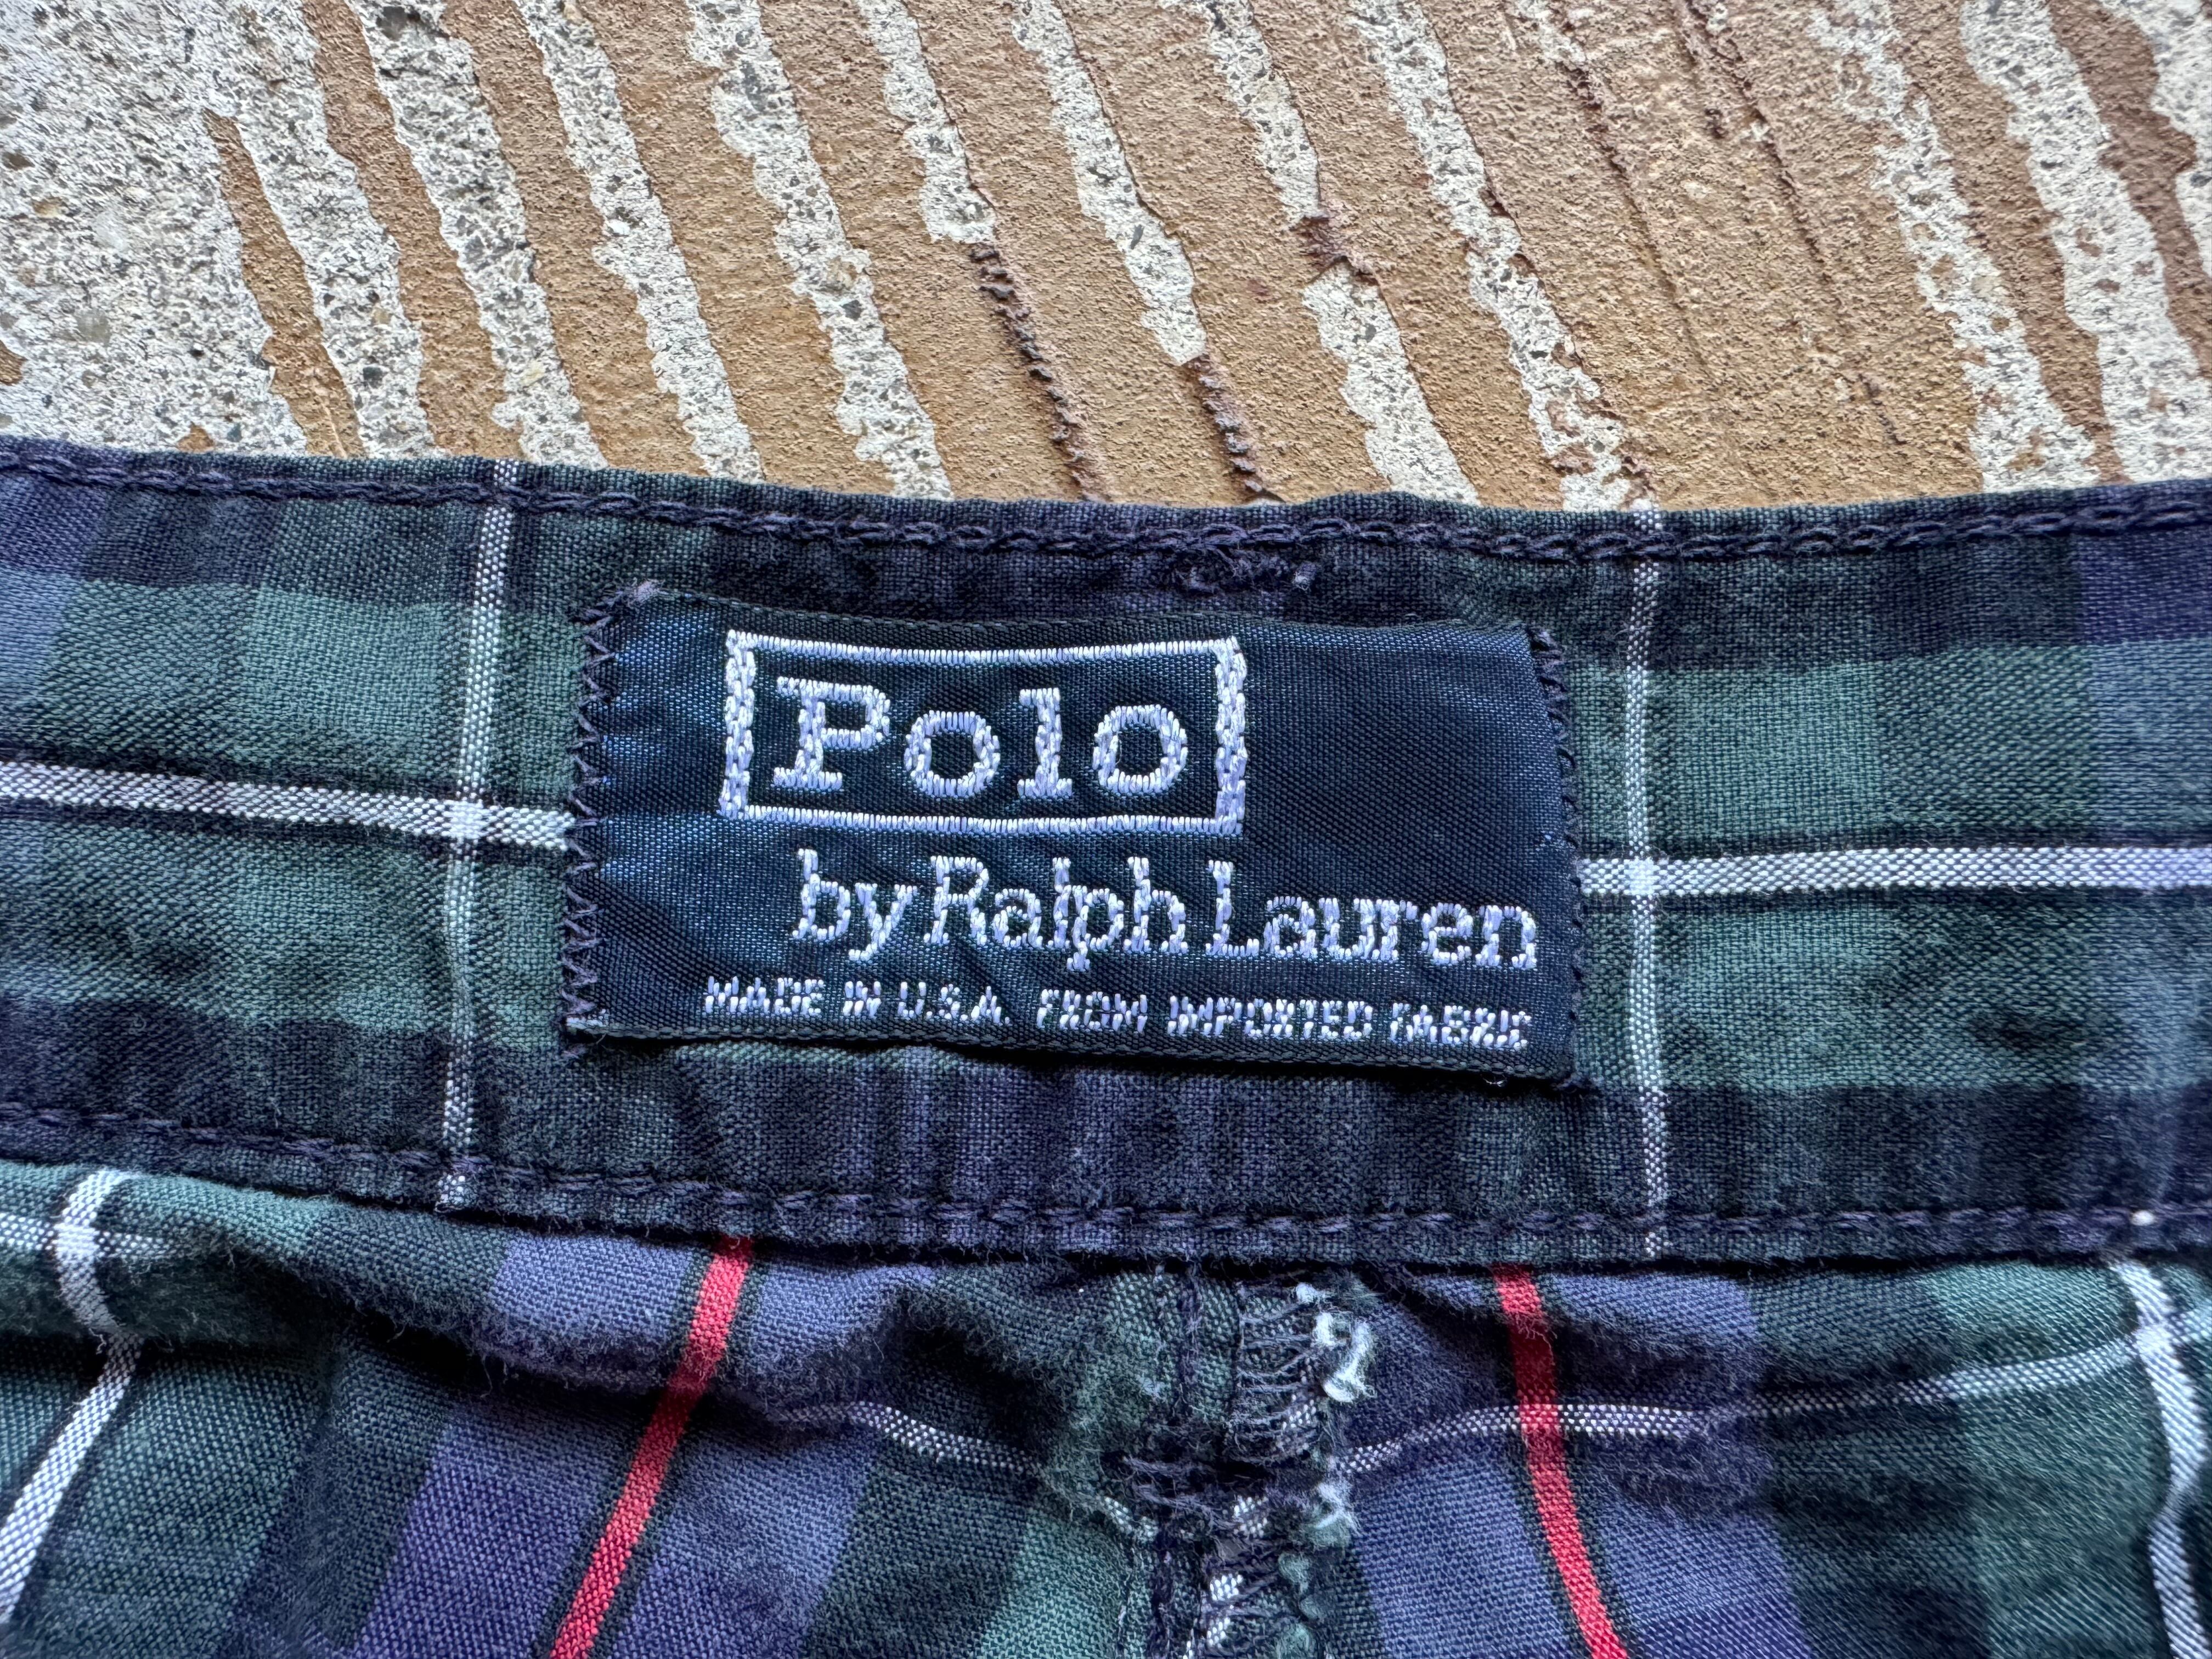 Polo
by Ralph Lauren
MADE IN U.S.A. FROM IMPORTED FABRIC